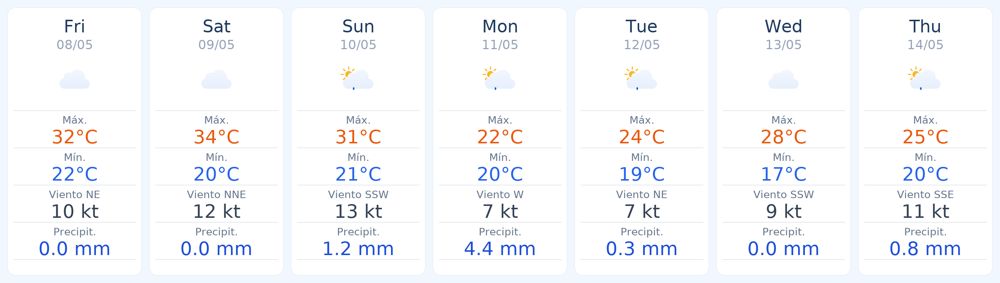 Fri
08/05
Máx.
32°C
Mín.
22°C
Viento NE
10 kt
Precipit.
0.0 mm
Sat
09/05
Máx.
34°C
Mín.
20°C
Viento NNE
12 kt
Precipit.
0.0 mm
Sun
10/05
Máx.
31°C
Mín.
21°C
Viento SSW
13 kt
Precipit.
1.2 mm
Mon
11/05
Máx.
22°C
Mín.
20°C
Viento W
7 kt
Precipit.
4.4 mm
Tue
12/05
Máx.
24°C
Mín.
19°C
Viento NE
7 kt
Precipit.
0.3 mm
Wed
13/05
Máx.
28°C
Mín.
17°C
Viento SSW
9 kt
Precipit.
0.0 mm
Thu
14/05
Máx.
25°C
Mín.
20°C
Viento SSE
11 kt
Precipit.
0.8 mm